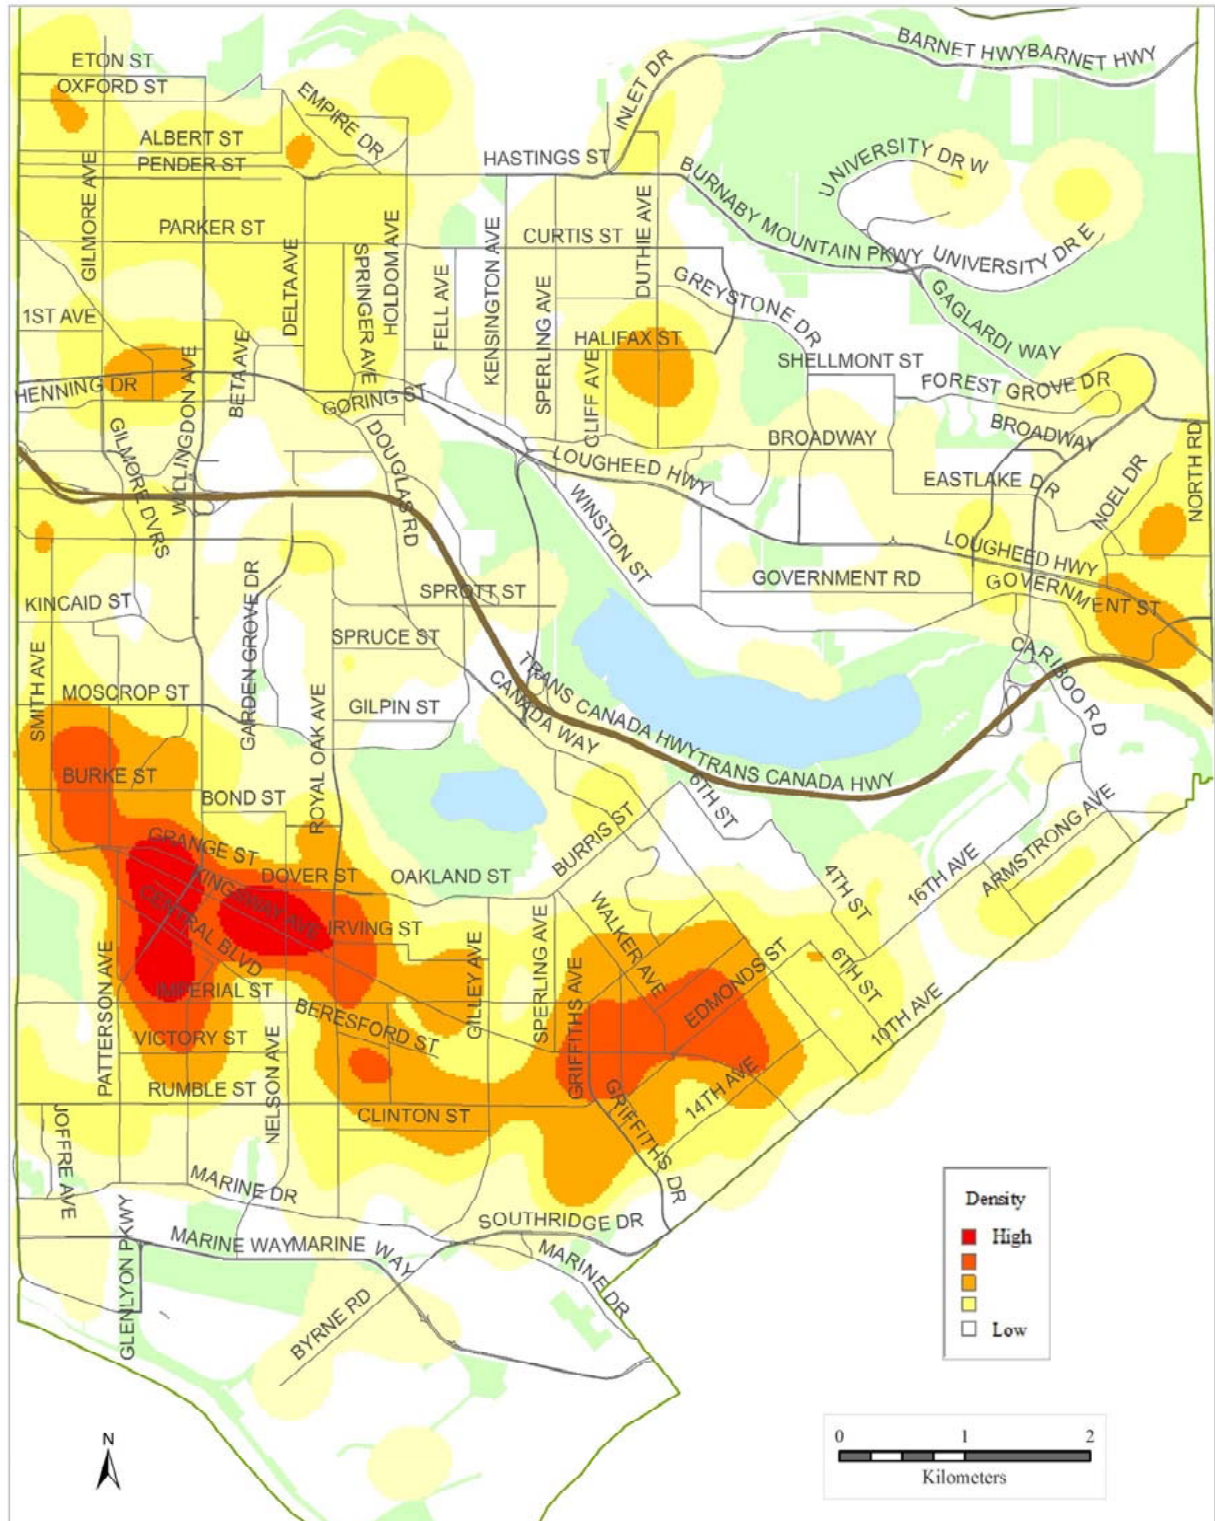 BARNET HWYBARNET HWY
ETON ST
OXFORD ST
INLET DR
EMPIRE DR
ALBERT ST
PENDER ST
HASTINGS ST
UNIVERSITY DR W
GILMORE AVE
BURNABY MOUNTAIN PKWY
DUTHIE AVE
PARKER ST
CURTIS ST
UNIVERSITY DR E
DELTA AVE
SPRINGER AVE
HOLDOM AVE
FELL AVE
KENSINGTON AVE
SPERLING AVE
GREYSTONE DR
GAGLARDI WAY
1ST AVE
HALIFAX ST
SHELLMONT ST
HENNING DR
WILLINGDON AVE
BETA AVE
GORING ST
CLIFF AVE
FOREST GROVE DR
BROADWAY
BROADWAY
GILMORE DVRS
DOUGLAS RD
LOUGHEED HWY
EASTLAKE DR
NOEL DR
NORTH RD
WINSTON ST
LOUGHEED HWY
GOVERNMENT RD
GOVERNMENT ST
KINCAID ST
GARDEN GROVE DR
SPROTT ST
SPRUCE ST
SMITH AVE
MOSCROP ST
ROYAL OAK AVE
GILPIN ST
TRANS CANADA HWYTRANS CANADA HWY
CANADA WAY
CARIBOO RD
BURKE ST
BOND ST
6TH ST
BURRIS ST
GRANGE ST
DOVER ST
OAKLAND ST
KINGSWAY AVE
CENTRAL BLVD
IRVING ST
WALKER AVE
4TH ST
16TH AVE
ARMSTRONG AVE
PATTERSON AVE
IMPERIAL ST
BERESFORD ST
GILLEY AVE
SPERLING AVE
GRIFFITHS AVE
EDMONDS ST
6TH ST
10TH AVE
VICTORY ST
RUMBLE ST
NELSON AVE
CLINTON ST
GRIFFITHS DR
14TH AVE
JOFFRE AVE
MARINE DR
GLENLYON PKWY
MARINE WAYMARINE WAY
SOUTHRIDGE DR
MARINE DR
BYRNE RD
Density
High
Low
N
0 1 2
Kilometers